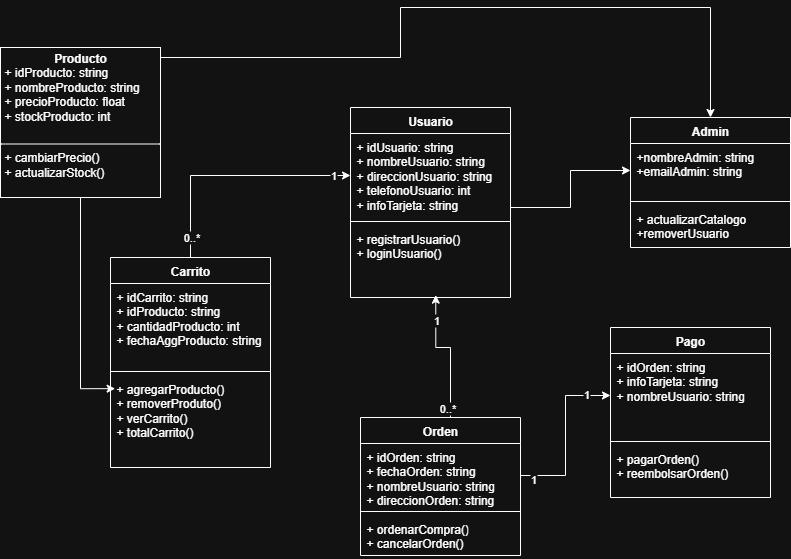 Producto
+ idProducto: string
+ nombreProducto: string
+ precioProducto: float
+ stockProducto: int
+ cambiarPrecio()
+ actualizarStock()
Usuario
+ idUsuario: string
+ nombreUsuario: string
+ direccionUsuario: string
+ telefonoUsuario: int
+ infoTarjeta: string
+ registrarUsuario()
+ loginUsuario()
Admin
+nombreAdmin: string
+emailAdmin: string
+ actualizarCatalogo
+removerUsuario
1
0..*
Carrito
+ idCarrito: string
+ idProducto: string
+ cantidadProducto: int
+ fechaAggProducto: string
+ agregarProducto()
+ removerProduto()
+ verCarrito()
+ totalCarrito()
1
0..*
Orden
+ idOrden: string
+ fechaOrden: string
+ nombreUsuario: string
+ direccionOrden: string
+ ordenarCompra()
+ cancelarOrden()
1
1
Pago
+ idOrden: string
+ infoTarjeta: string
+ nombreUsuario: string
+ pagarOrden()
+ reembolsarOrden()